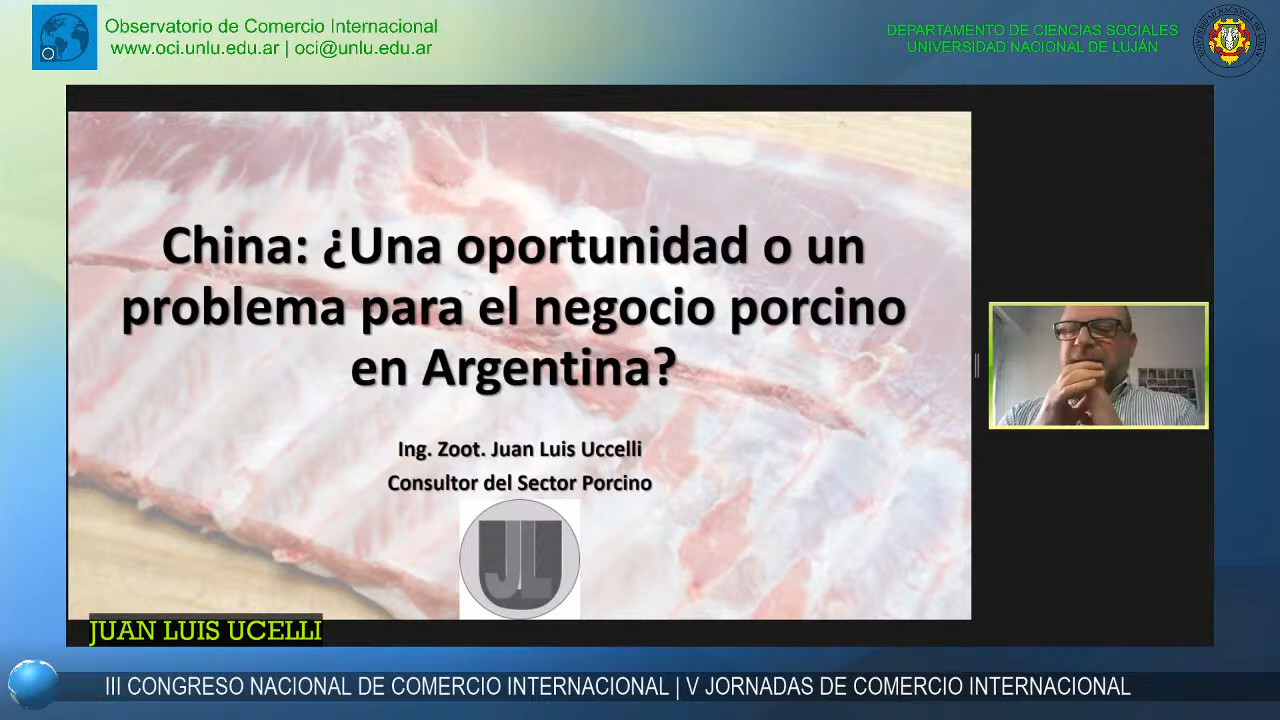 Observatorio de Comercio Internacional
www.oci.unlu.edu.ar | oci@unlu.edu.ar
DEPARTAMENTO DE CIENCIAS SOCIALES
UNIVERSIDAD NACIONAL DE LUJÁN
China: ¿Una oportunidad o un
problema para el negocio porcino
en Argentina?
Ing. Zoot. Juan Luis Uccelli
Consultor del Sector Porcino
JL
JUAN LUIS UCELLI
III CONGRESO NACIONAL DE COMERCIO INTERNACIONAL | V JORNADAS DE COMERCIO INTERNACIONAL